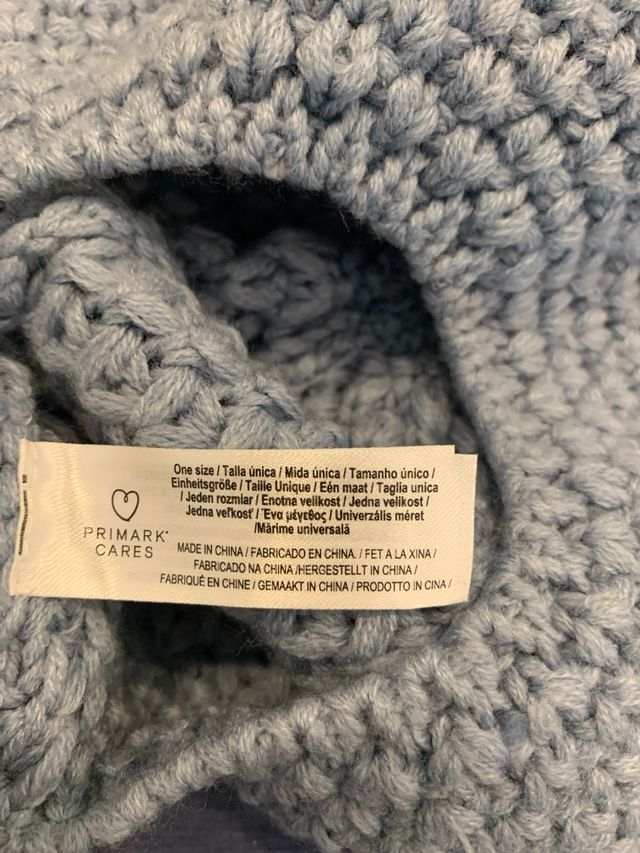 PRIMARK®
CARES
One size / Talla única / Mida única / Tamanho único /
Einheitsgröße / Taille Unique / Eén maat / Taglia unica
/ Jeden rozmiar / Enotna velikost / Jedna velikost /
Jedna veľkosť / Ένα μέγεθος / Univerzális méret
/Mărime universală
MADE IN CHINA / FABRICADO EN CHINA. / FET A LA XINA /
FABRICADO NA CHINA /HERGESTELLT IN CHINA /
FABRIQUÉ EN CHINE / GEMAAKT IN CHINA / PRODOTTO IN CINA /